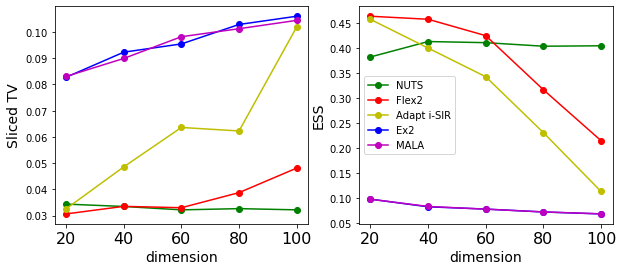 Sliced TV
0.10
0.09
0.08
0.07
0.06
0.05
0.04
0.03
20 40 60 80 100
dimension
ESS
0.45
0.40
0.35
0.30
0.25
0.20
0.15
0.10
0.05
NUTS
Flex2
Adapt i-SIR
Ex2
MALA
20 40 60 80 100
dimension